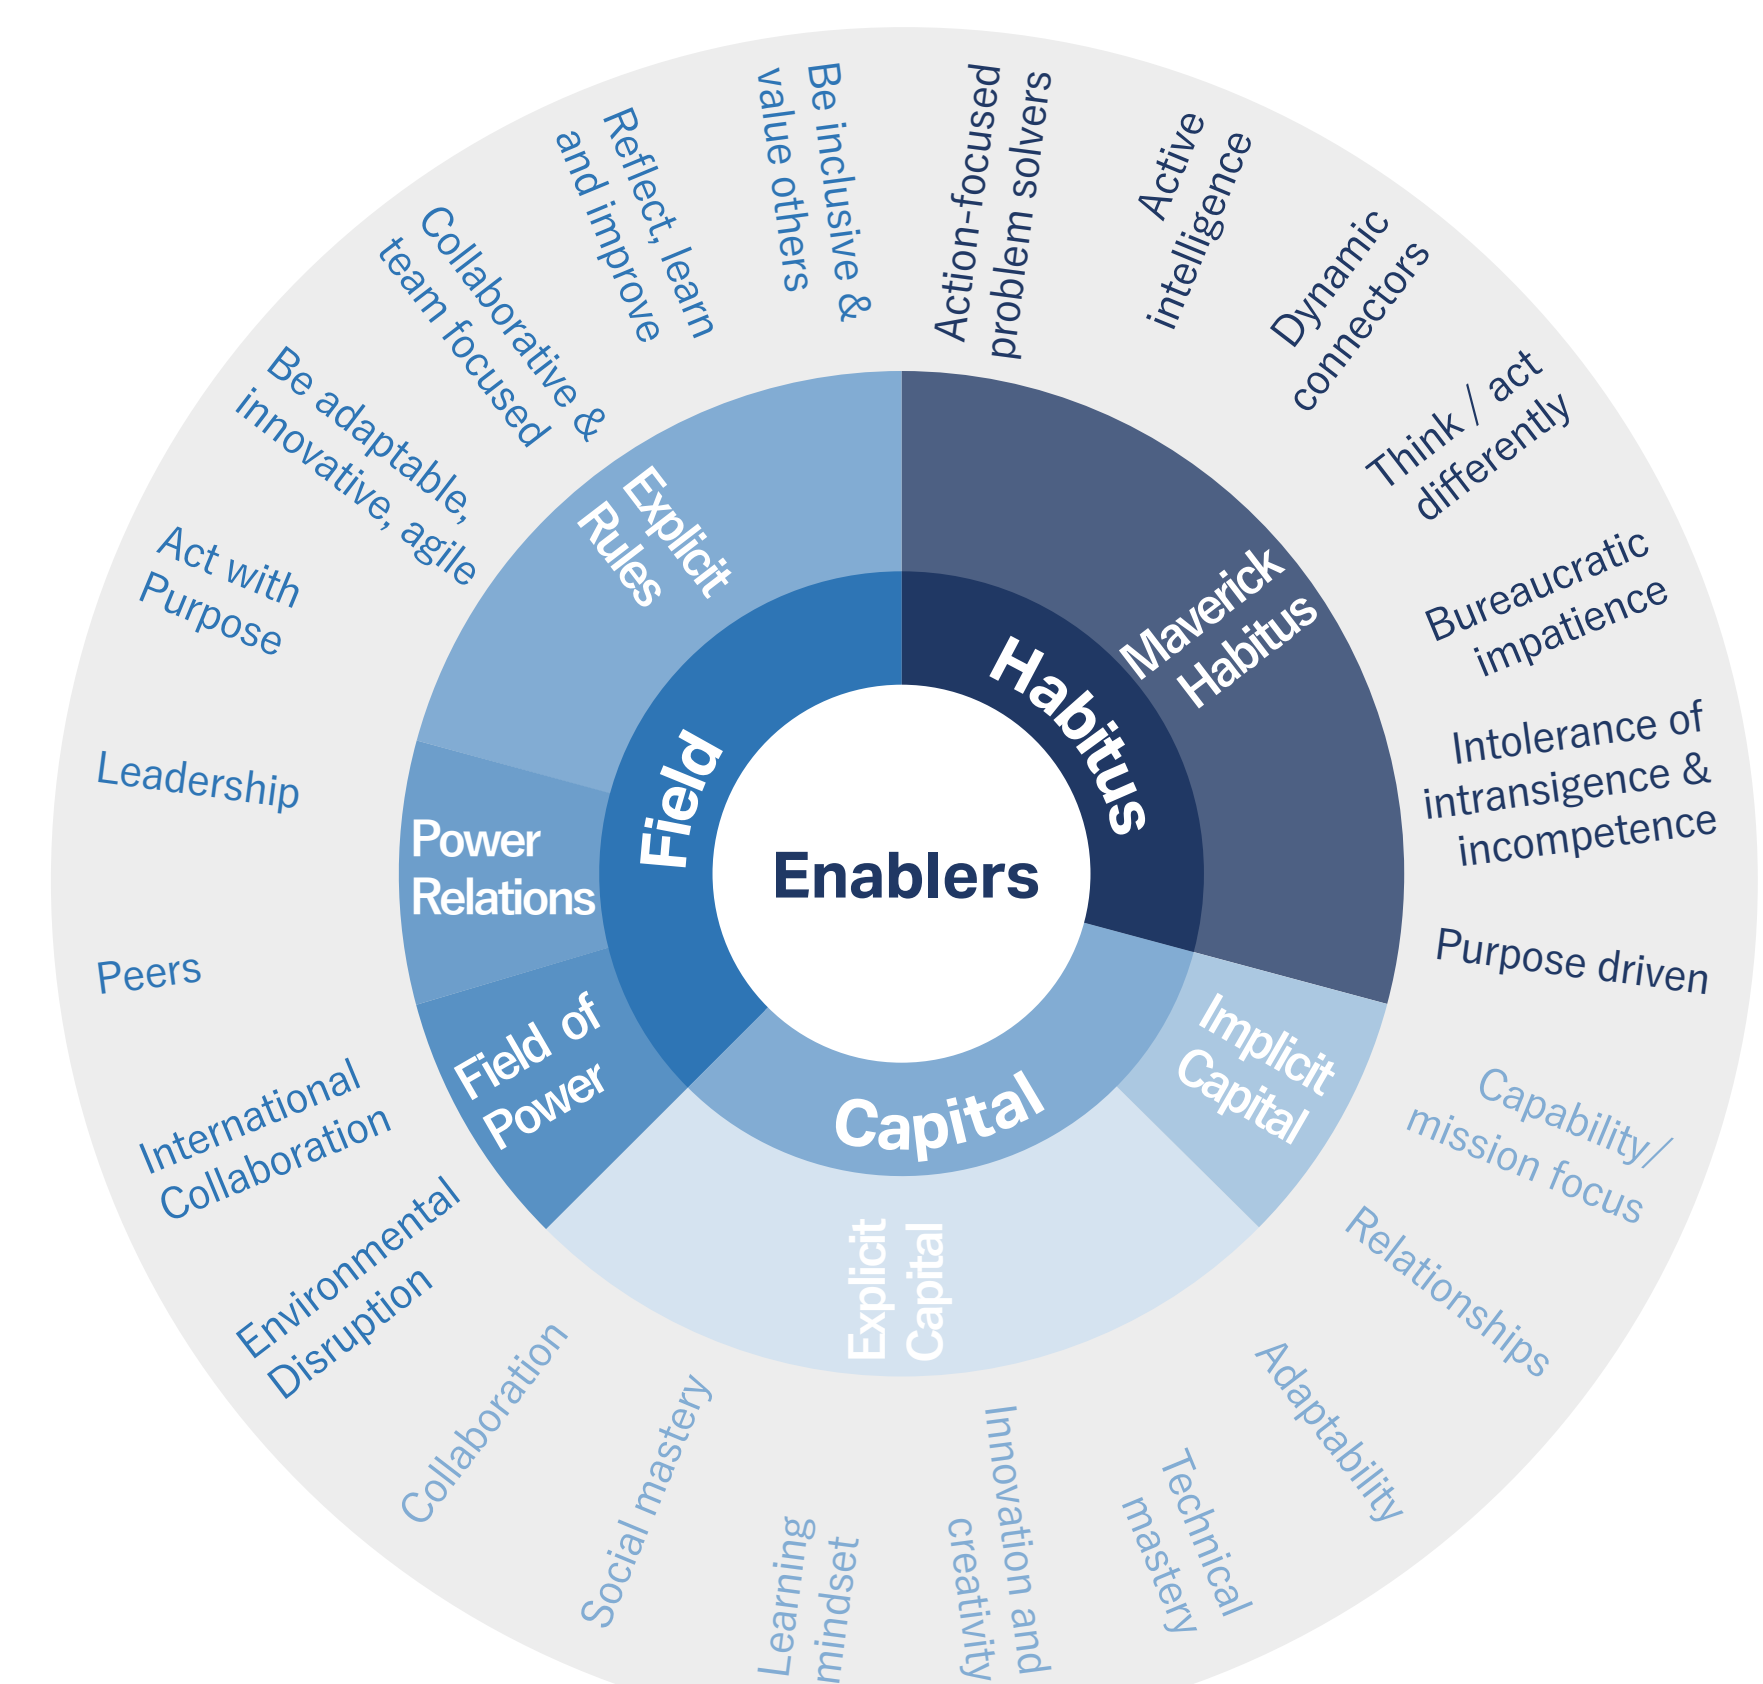 Enablers
Habitus
Capital
Field
Maverick
Habitus
Implicit
Capital
Explicit
Capital
Field of
Power
Power
Relations
Explicit
Rules
Action-focused
problem solvers
Active
intelligence
Dynamic
connectors
Think / act
differently
Bureaucratic
impatience
Intolerance of
intransigence &
incompetence
Purpose driven
Capability/
mission focus
Relationships
Adaptability
Technical
mastery
Innovation and
creativity
Learning
mindset
Social mastery
Collaboration
Environmental
Disruption
International
Collaboration
Peers
Leadership
Act with
Purpose
Be adaptable,
innovative, agile
Collaborative &
team focused
Reflect, learn
and improve
Be inclusive &
value others